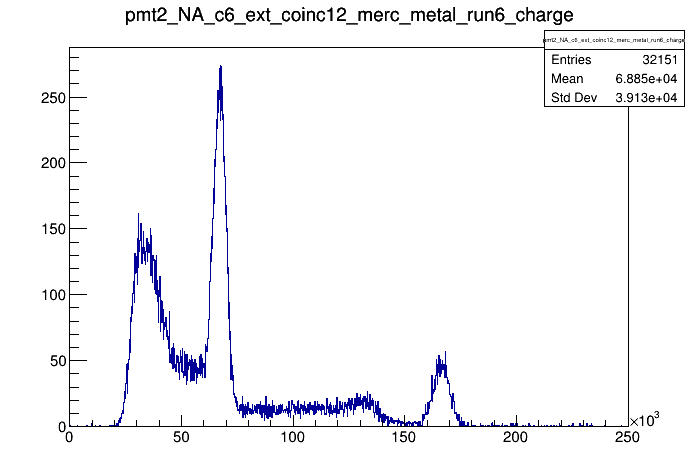 pmt2_NA_c6_ext_coinc12_merc_metal_run6_charge
pmt2_NA_c6_ext_coinc12_merc_metal_run6_charge
Entries 32151
Mean 6.885e+04
Std Dev 3.913e+04
250
200
150
100
50
0
0 50 100 150 200 250
×10³